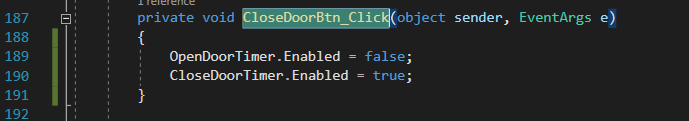 1 reference
187 private void CloseDoorBtn_Click(object sender, EventArgs e)
188 {
189 OpenDoorTimer.Enabled = false;
190 CloseDoorTimer.Enabled = true;
191 }
192